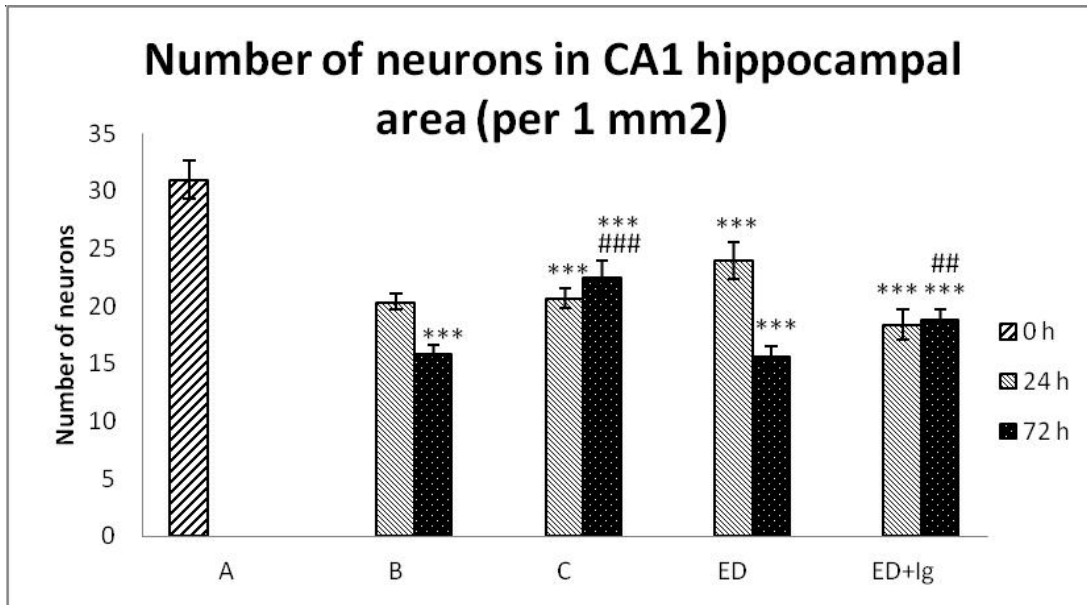 Number of neurons in CA1 hippocampal
area (per 1 mm2)
Number of neurons
35
30
25
20
15
10
5
0
***
***
***
###
***
***
***
##
***
A
B
C
ED
ED+Ig
0 h
24 h
72 h